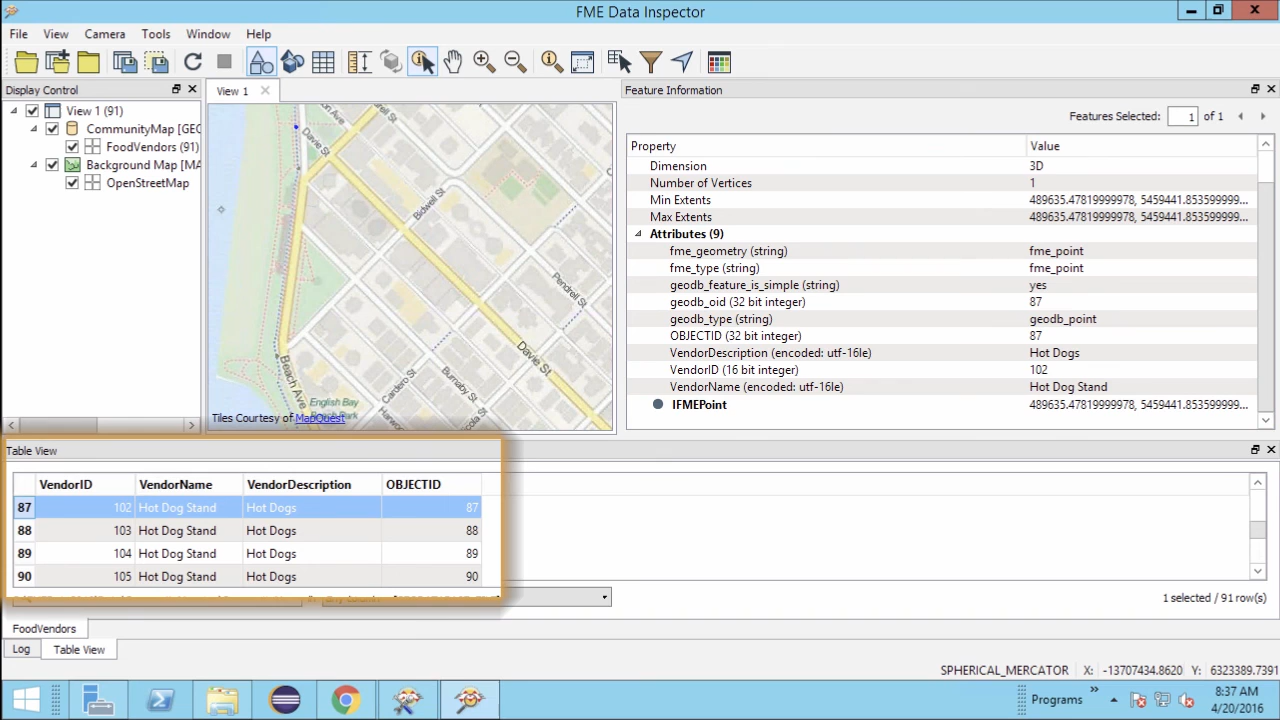 FME Data Inspector
File View Camera Tools Window Help
Display Control
View 1 (91)
CommunityMap [GEO
FoodVendors (91)
Background Map [MA
OpenStreetMap
View 1
Davie St
Bidwell St
Pendrell St
Davie St
Beach Ave
Cardero St
Burnaby St
English Bay
Beach Park
Tiles Courtesy of MapQuest
Feature Information
Features Selected: 1 of 1
Property Value
Dimension 3D
Number of Vertices 1
Min Extents 489635.47819999978, 5459441.853599999...
Max Extents 489635.47819999978, 5459441.853599999...
Attributes (9)
fme_geometry (string) fme_point
fme_type (string) fme_point
geodb_feature_is_simple (string) yes
geodb_oid (32 bit integer) 87
geodb_type (string) geodb_point
OBJECTID (32 bit integer) 87
VendorDescription (encoded: utf-16le) Hot Dogs
VendorID (16 bit integer) 102
VendorName (encoded: utf-16le) Hot Dog Stand
IFMEPoint 489635.47819999978, 5459441.853599999...
Table View
VendorID VendorName VendorDescription OBJECTID
87 102 Hot Dog Stand Hot Dogs 87
88 103 Hot Dog Stand Hot Dogs 88
89 104 Hot Dog Stand Hot Dogs 89
90 105 Hot Dog Stand Hot Dogs 90
1 selected / 91 row(s)
FoodVendors
Log Table View
SPHERICAL_MERCATOR X: -13707434.8620 Y: 6323389.7391
Programs
8:37 AM
4/20/2016